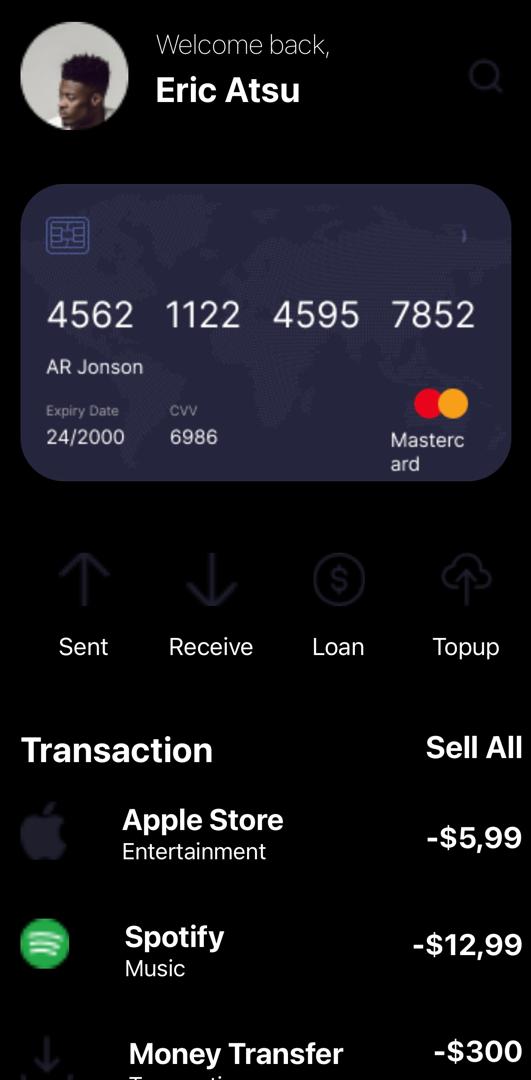 Welcome back,
Eric Atsu
4562 1122 4595 7852
AR Jonson
Expiry Date CVV
24/2000 6986
Masterc
ard
Sent Receive Loan Topup
Transaction Sell All
Apple Store
Entertainment
-$5,99
Spotify
Music
-$12,99
Money Transfer
-$300